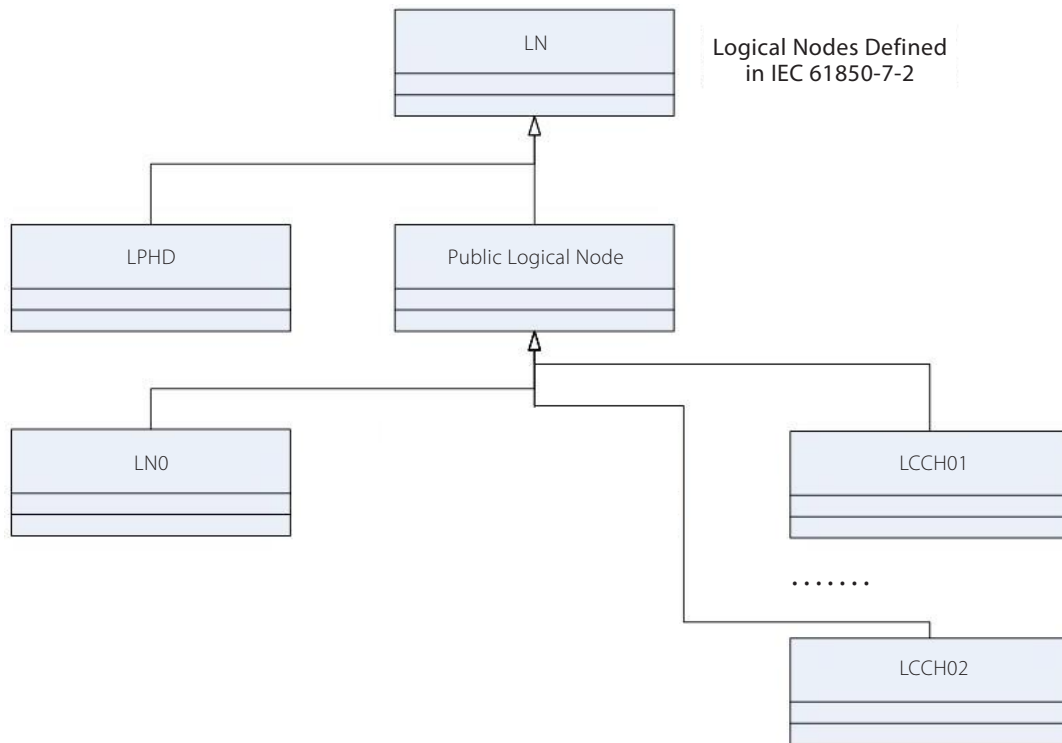 LN
Logical Nodes Defined
in IEC 61850-7-2
LPHD
Public Logical Node
LN0
LCCH01
.......
LCCH02